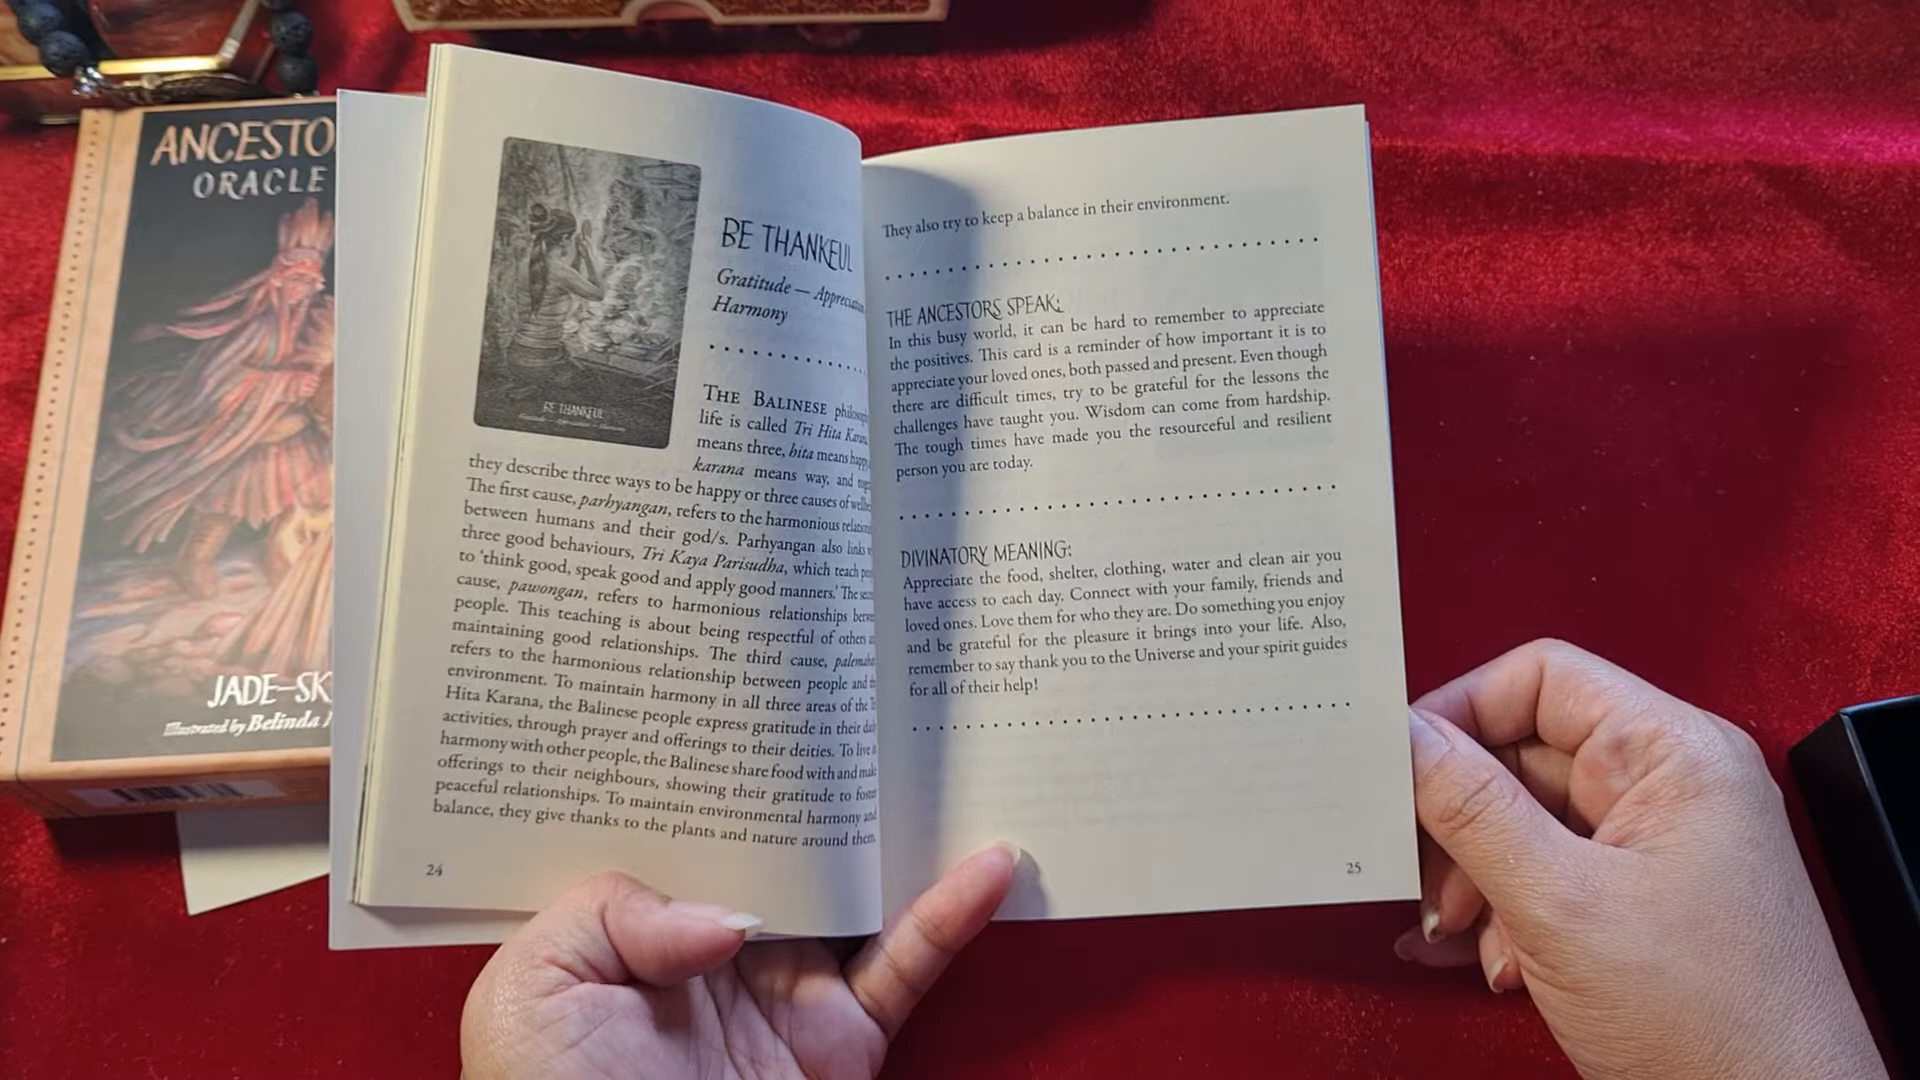 ANCESTO
ORACLE
JADE-SK
Illustrated by Belinda
BE THANKFUL
BE THANKFUL
Gratitude — Appreciation
Harmony
THE BALINESE philosophy
life is called Tri Hita Karana.
means three, hita means happy
karana means way, and
they describe three ways to be happy or three causes of
The first cause, parhyangan, refers to the harmonious
between humans and their god/s. Parhyangan also links
three good behaviours, Tri Kaya Parisudha, which teach
to 'think good, speak good and apply good manners.' The
cause, pawongan, refers to harmonious relationships
people. This teaching is about being respectful of others
maintaining good relationships. The third cause,
refers to the harmonious relationship between people and
environment. To maintain harmony in all three areas of the
Hita Karana, the Balinese people express gratitude in their
activities, through prayer and offerings to their deities. To live
harmony with other people, the Balinese share food with and make
offerings to their neighbours, showing their gratitude to foster
peaceful relationships. To maintain environmental harmony and
balance, they give thanks to the plants and nature around them.
24
They also try to keep a balance in their environment.
THE ANCESTORS SPEAK:
In this busy world, it can be hard to remember to appreciate
the positives. This card is a reminder of how important it is to
appreciate your loved ones, both passed and present. Even though
there are difficult times, try to be grateful for the lessons the
challenges have taught you. Wisdom can come from hardship.
The tough times have made you the resourceful and resilient
person you are today.
DIVINATORY MEANING:
Appreciate the food, shelter, clothing, water and clean air you
have access to each day. Connect with your family, friends and
loved ones. Love them for who they are. Do something you enjoy
and be grateful for the pleasure it brings into your life. Also,
remember to say thank you to the Universe and your spirit guides
for all of their help!
25